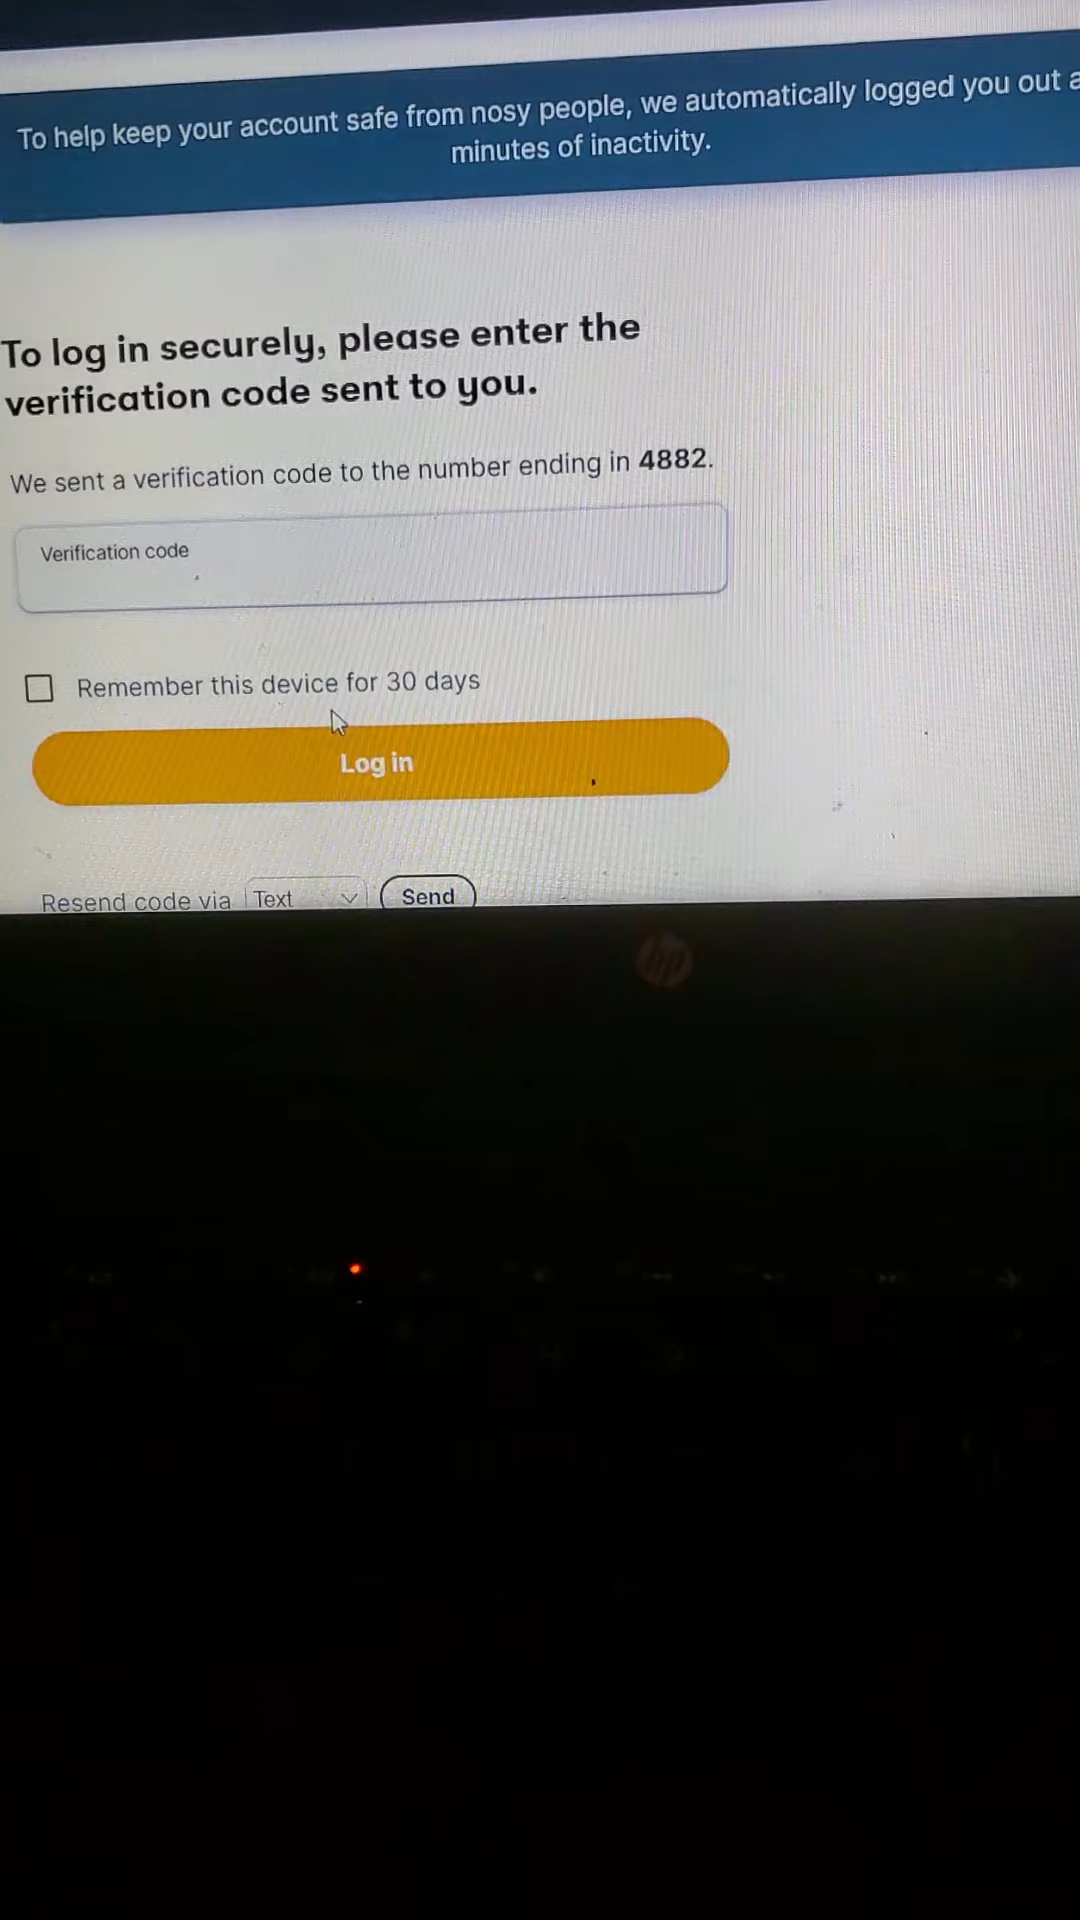 To help keep your account safe from nosy people, we automatically logged you out
minutes of inactivity.
To log in securely, please enter the
verification code sent to you.
We sent a verification code to the number ending in 4882.
Verification code
Remember this device for 30 days
Log in
Resend code via Text Send
hp